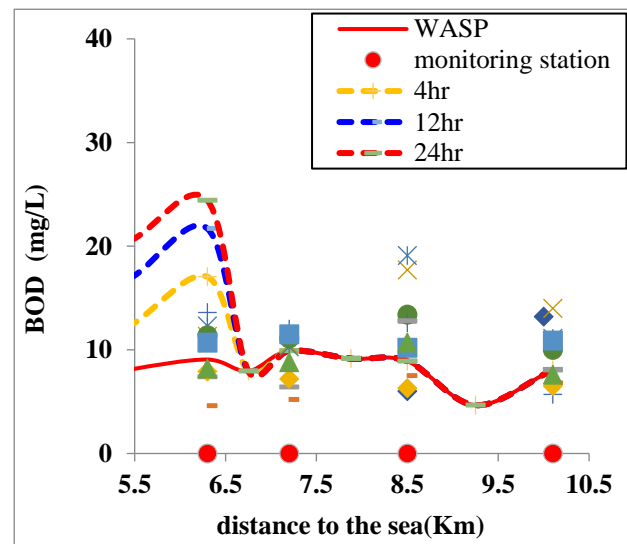 WASP
monitoring station
4hr
12hr
24hr
BOD (mg/L)
40
30
20
10
0
5.5 6.5 7.5 8.5 9.5 10.5
distance to the sea(Km)